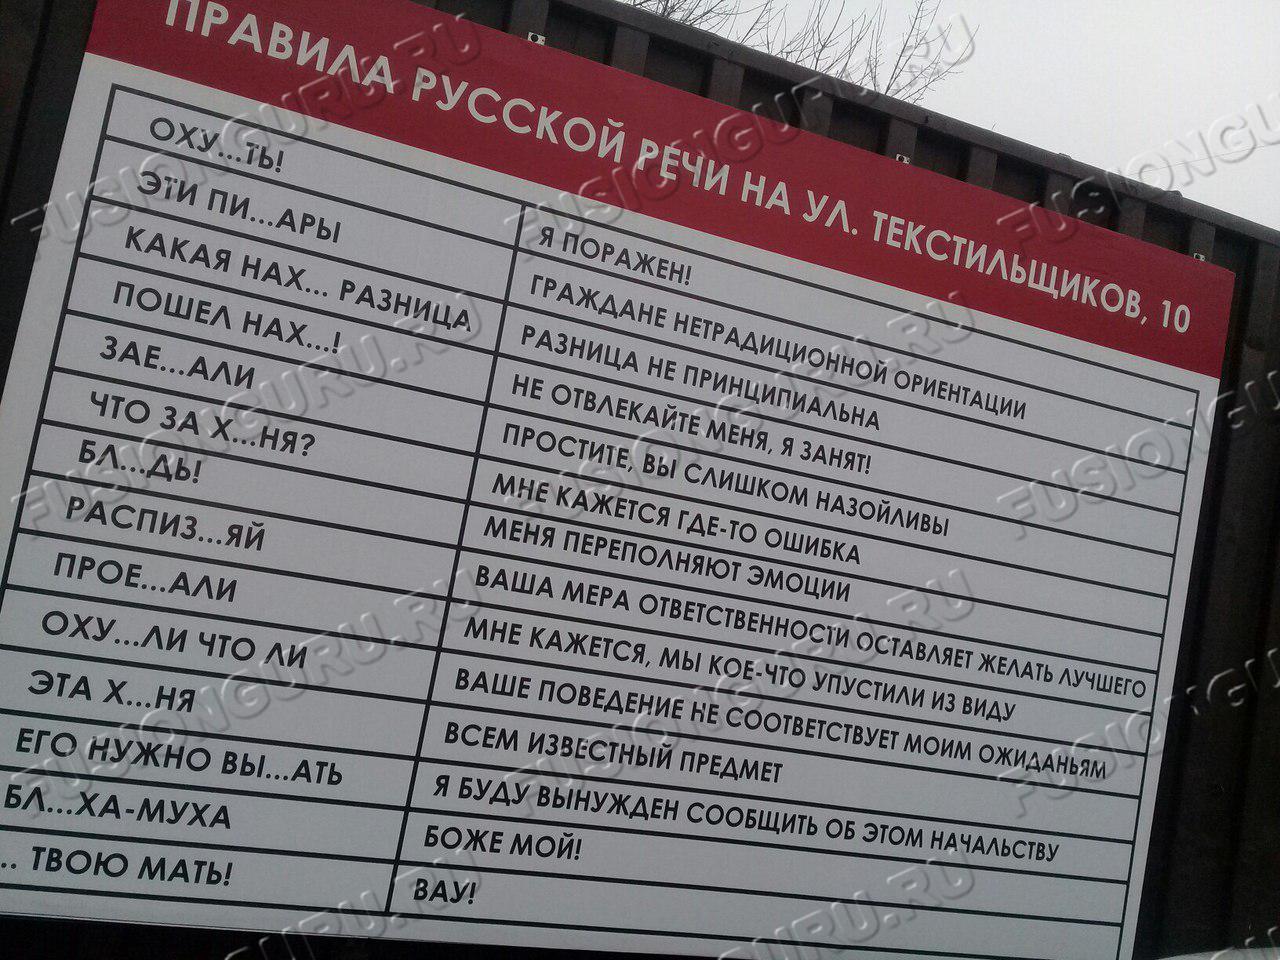 ПРАВИЛА РУССКОЙ РЕЧИ НА УЛ. ТЕКСТИЛЬЩИКОВ, 10
ОХУ...ТЬ! Я ПОРАЖЕН!
ЭТИ ПИ...АРЫ ГРАЖДАНЕ НЕТРАДИЦИОННОЙ ОРИЕНТАЦИИ
КАКАЯ НАХ... РАЗНИЦА РАЗНИЦА НЕ ПРИНЦИПИАЛЬНА
ПОШЕЛ НАХ...! НЕ ОТВЛЕКАЙТЕ МЕНЯ, Я ЗАНЯТ!
ЗАЕ...АЛИ ПРОСТИТЕ, ВЫ СЛИШКОМ НАЗОЙЛИВЫ
ЧТО ЗА Х...НЯ? МНЕ КАЖЕТСЯ ГДЕ-ТО ОШИБКА
БЛ...ДЬ! МЕНЯ ПЕРЕПОЛНЯЮТ ЭМОЦИИ
РАСПИЗ...ЯЙ ВАША МЕРА ОТВЕТСТВЕННОСТИ ОСТАВЛЯЕТ ЖЕЛАТЬ ЛУЧШЕГО
ПРОЕ...АЛИ МНЕ КАЖЕТСЯ, МЫ КОЕ-ЧТО УПУСТИЛИ ИЗ ВИДУ
ОХУ...ЛИ ЧТО ЛИ ВАШЕ ПОВЕДЕНИЕ НЕ СООТВЕТСТВУЕТ МОИМ ОЖИДАНЬЯМ
ЭТА Х...НЯ ВСЕМ ИЗВЕСТНЫЙ ПРЕДМЕТ
ЕГО НУЖНО ВЫ...АТЬ Я БУДУ ВЫНУЖДЕН СООБЩИТЬ ОБ ЭТОМ НАЧАЛЬСТВУ
БЛ...ХА-МУХА БОЖЕ МОЙ!
.. ТВОЮ МАТЬ! ВАУ!
FUSIONGURU.RU